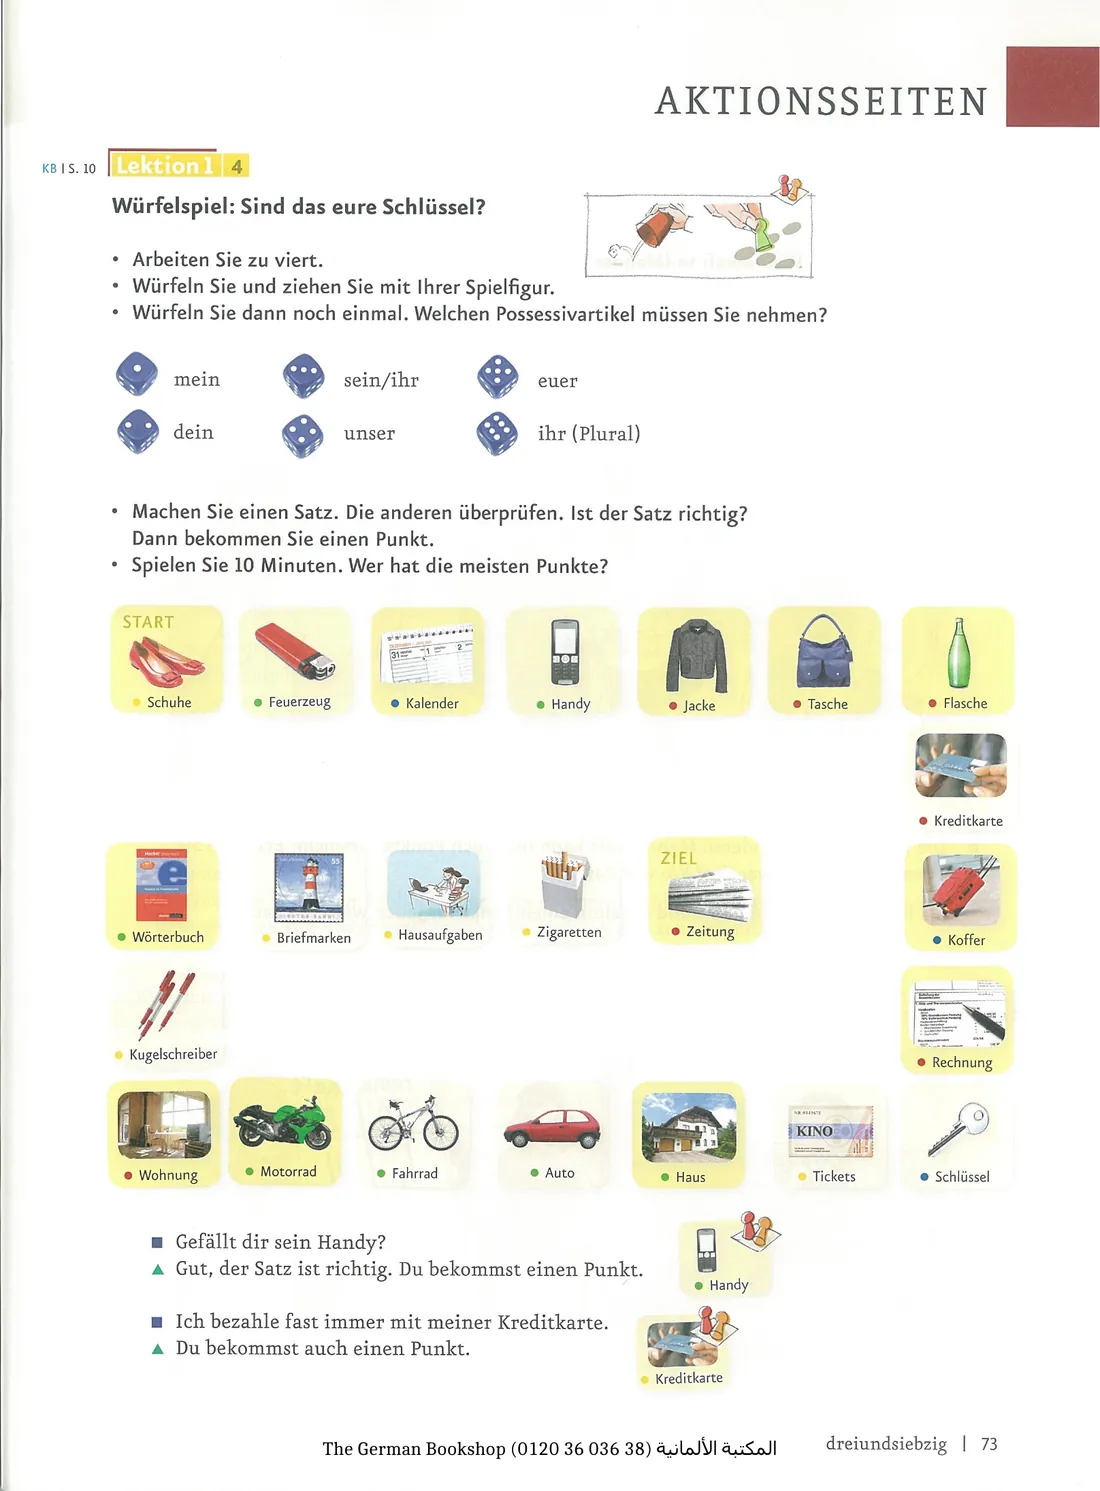 AKTIONSSEITEN
KB | S. 10 Lektion 1 4
Würfelspiel: Sind das eure Schlüssel?
• Arbeiten Sie zu viert.
• Würfeln Sie und ziehen Sie mit Ihrer Spielfigur.
• Würfeln Sie dann noch einmal. Welchen Possessivartikel müssen Sie nehmen?
mein sein/ihr euer
dein unser ihr (Plural)
• Machen Sie einen Satz. Die anderen überprüfen. Ist der Satz richtig?
Dann bekommen Sie einen Punkt.
• Spielen Sie 10 Minuten. Wer hat die meisten Punkte?
START
31 1 2
• Schuhe • Feuerzeug • Kalender • Handy • Jacke • Tasche • Flasche
• Kreditkarte
ZIEL
e 55
• Wörterbuch • Briefmarken • Hausaufgaben • Zigaretten • Zeitung • Koffer
• Kugelschreiber • Rechnung
KINO
• Wohnung • Motorrad • Fahrrad • Auto • Haus • Tickets • Schlüssel
■ Gefällt dir sein Handy?
▲ Gut, der Satz ist richtig. Du bekommst einen Punkt.
• Handy
■ Ich bezahle fast immer mit meiner Kreditkarte.
▲ Du bekommst auch einen Punkt.
• Kreditkarte
The German Bookshop (0120 36 036 38) المكتبة الألمانية
dreiundsiebzig | 73